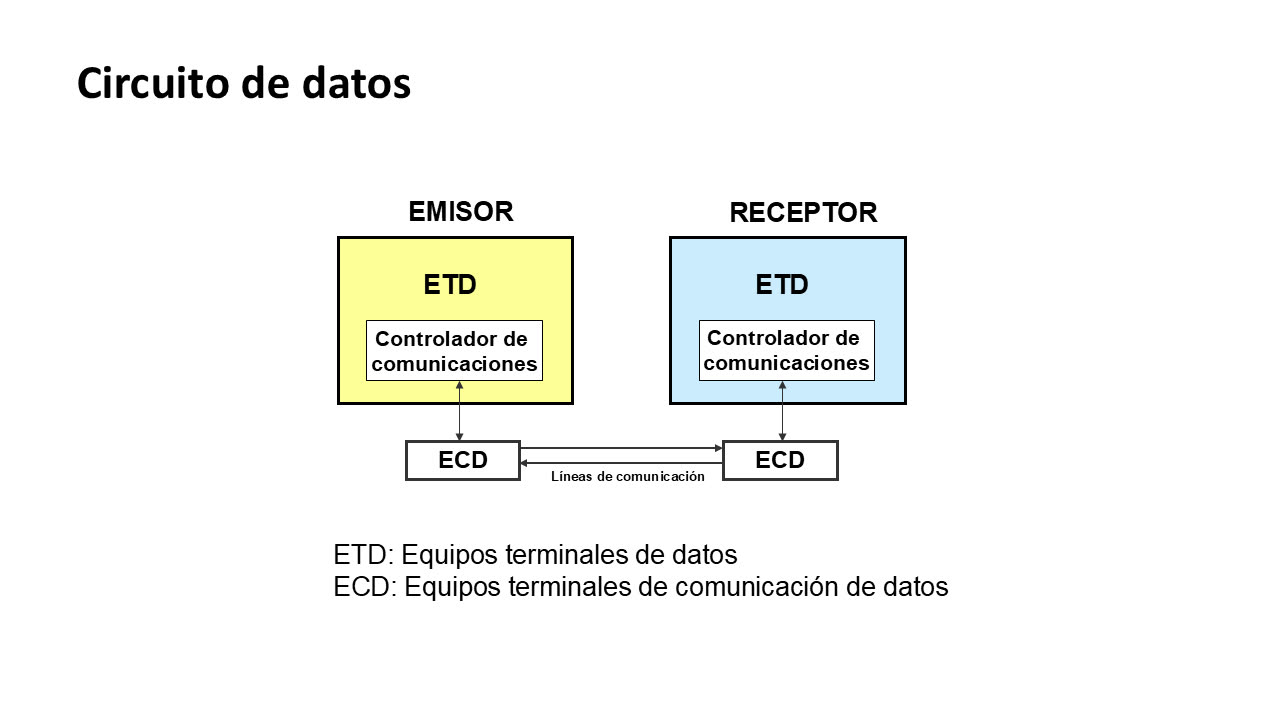 Circuito de datos
EMISOR
RECEPTOR
ETD
ETD
Controlador de
comunicaciones
Controlador de
comunicaciones
ECD
ECD
Líneas de comunicación
ETD: Equipos terminales de datos
ECD: Equipos terminales de comunicación de datos